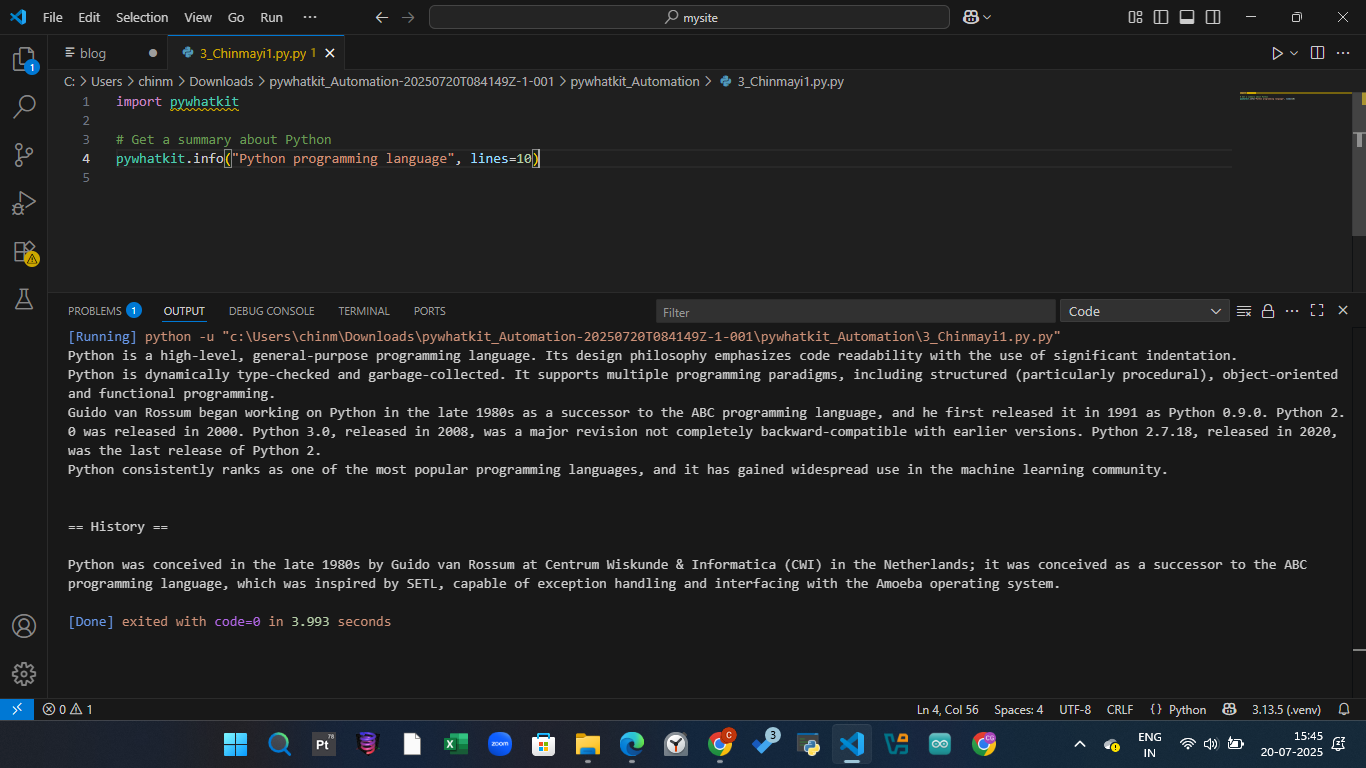 File Edit Selection View Go Run ··· mysite
blog 3_Chinmayi1.py.py 1
C: > Users > chinm > Downloads > pywhatkit_Automation-20250720T084149Z-1-001 > pywhatkit_Automation > 3_Chinmayi1.py.py
1 import pywhatkit
2
3 # Get a summary about Python
4 pywhatkit.info("Python programming language", lines=10)
5
PROBLEMS 1 OUTPUT DEBUG CONSOLE TERMINAL PORTS Filter Code
[Running] python -u "c:\Users\chinm\Downloads\pywhatkit_Automation-20250720T084149Z-1-001\pywhatkit_Automation\3_Chinmayi1.py.py"
Python is a high-level, general-purpose programming language. Its design philosophy emphasizes code readability with the use of significant indentation.
Python is dynamically type-checked and garbage-collected. It supports multiple programming paradigms, including structured (particularly procedural), object-oriented
and functional programming.
Guido van Rossum began working on Python in the late 1980s as a successor to the ABC programming language, and he first released it in 1991 as Python 0.9.0. Python 2.
0 was released in 2000. Python 3.0, released in 2008, was a major revision not completely backward-compatible with earlier versions. Python 2.7.18, released in 2020,
was the last release of Python 2.
Python consistently ranks as one of the most popular programming languages, and it has gained widespread use in the machine learning community.
== History ==
Python was conceived in the late 1980s by Guido van Rossum at Centrum Wiskunde & Informatica (CWI) in the Netherlands; it was conceived as a successor to the ABC
programming language, which was inspired by SETL, capable of exception handling and interfacing with the Amoeba operating system.
[Done] exited with code=0 in 3.993 seconds
1
0 1 Ln 4, Col 56 Spaces: 4 UTF-8 CRLF {} Python 3.13.5 (.venv)
Pt 78 zoom C 3 CG ENG IN 15:45
20-07-2025